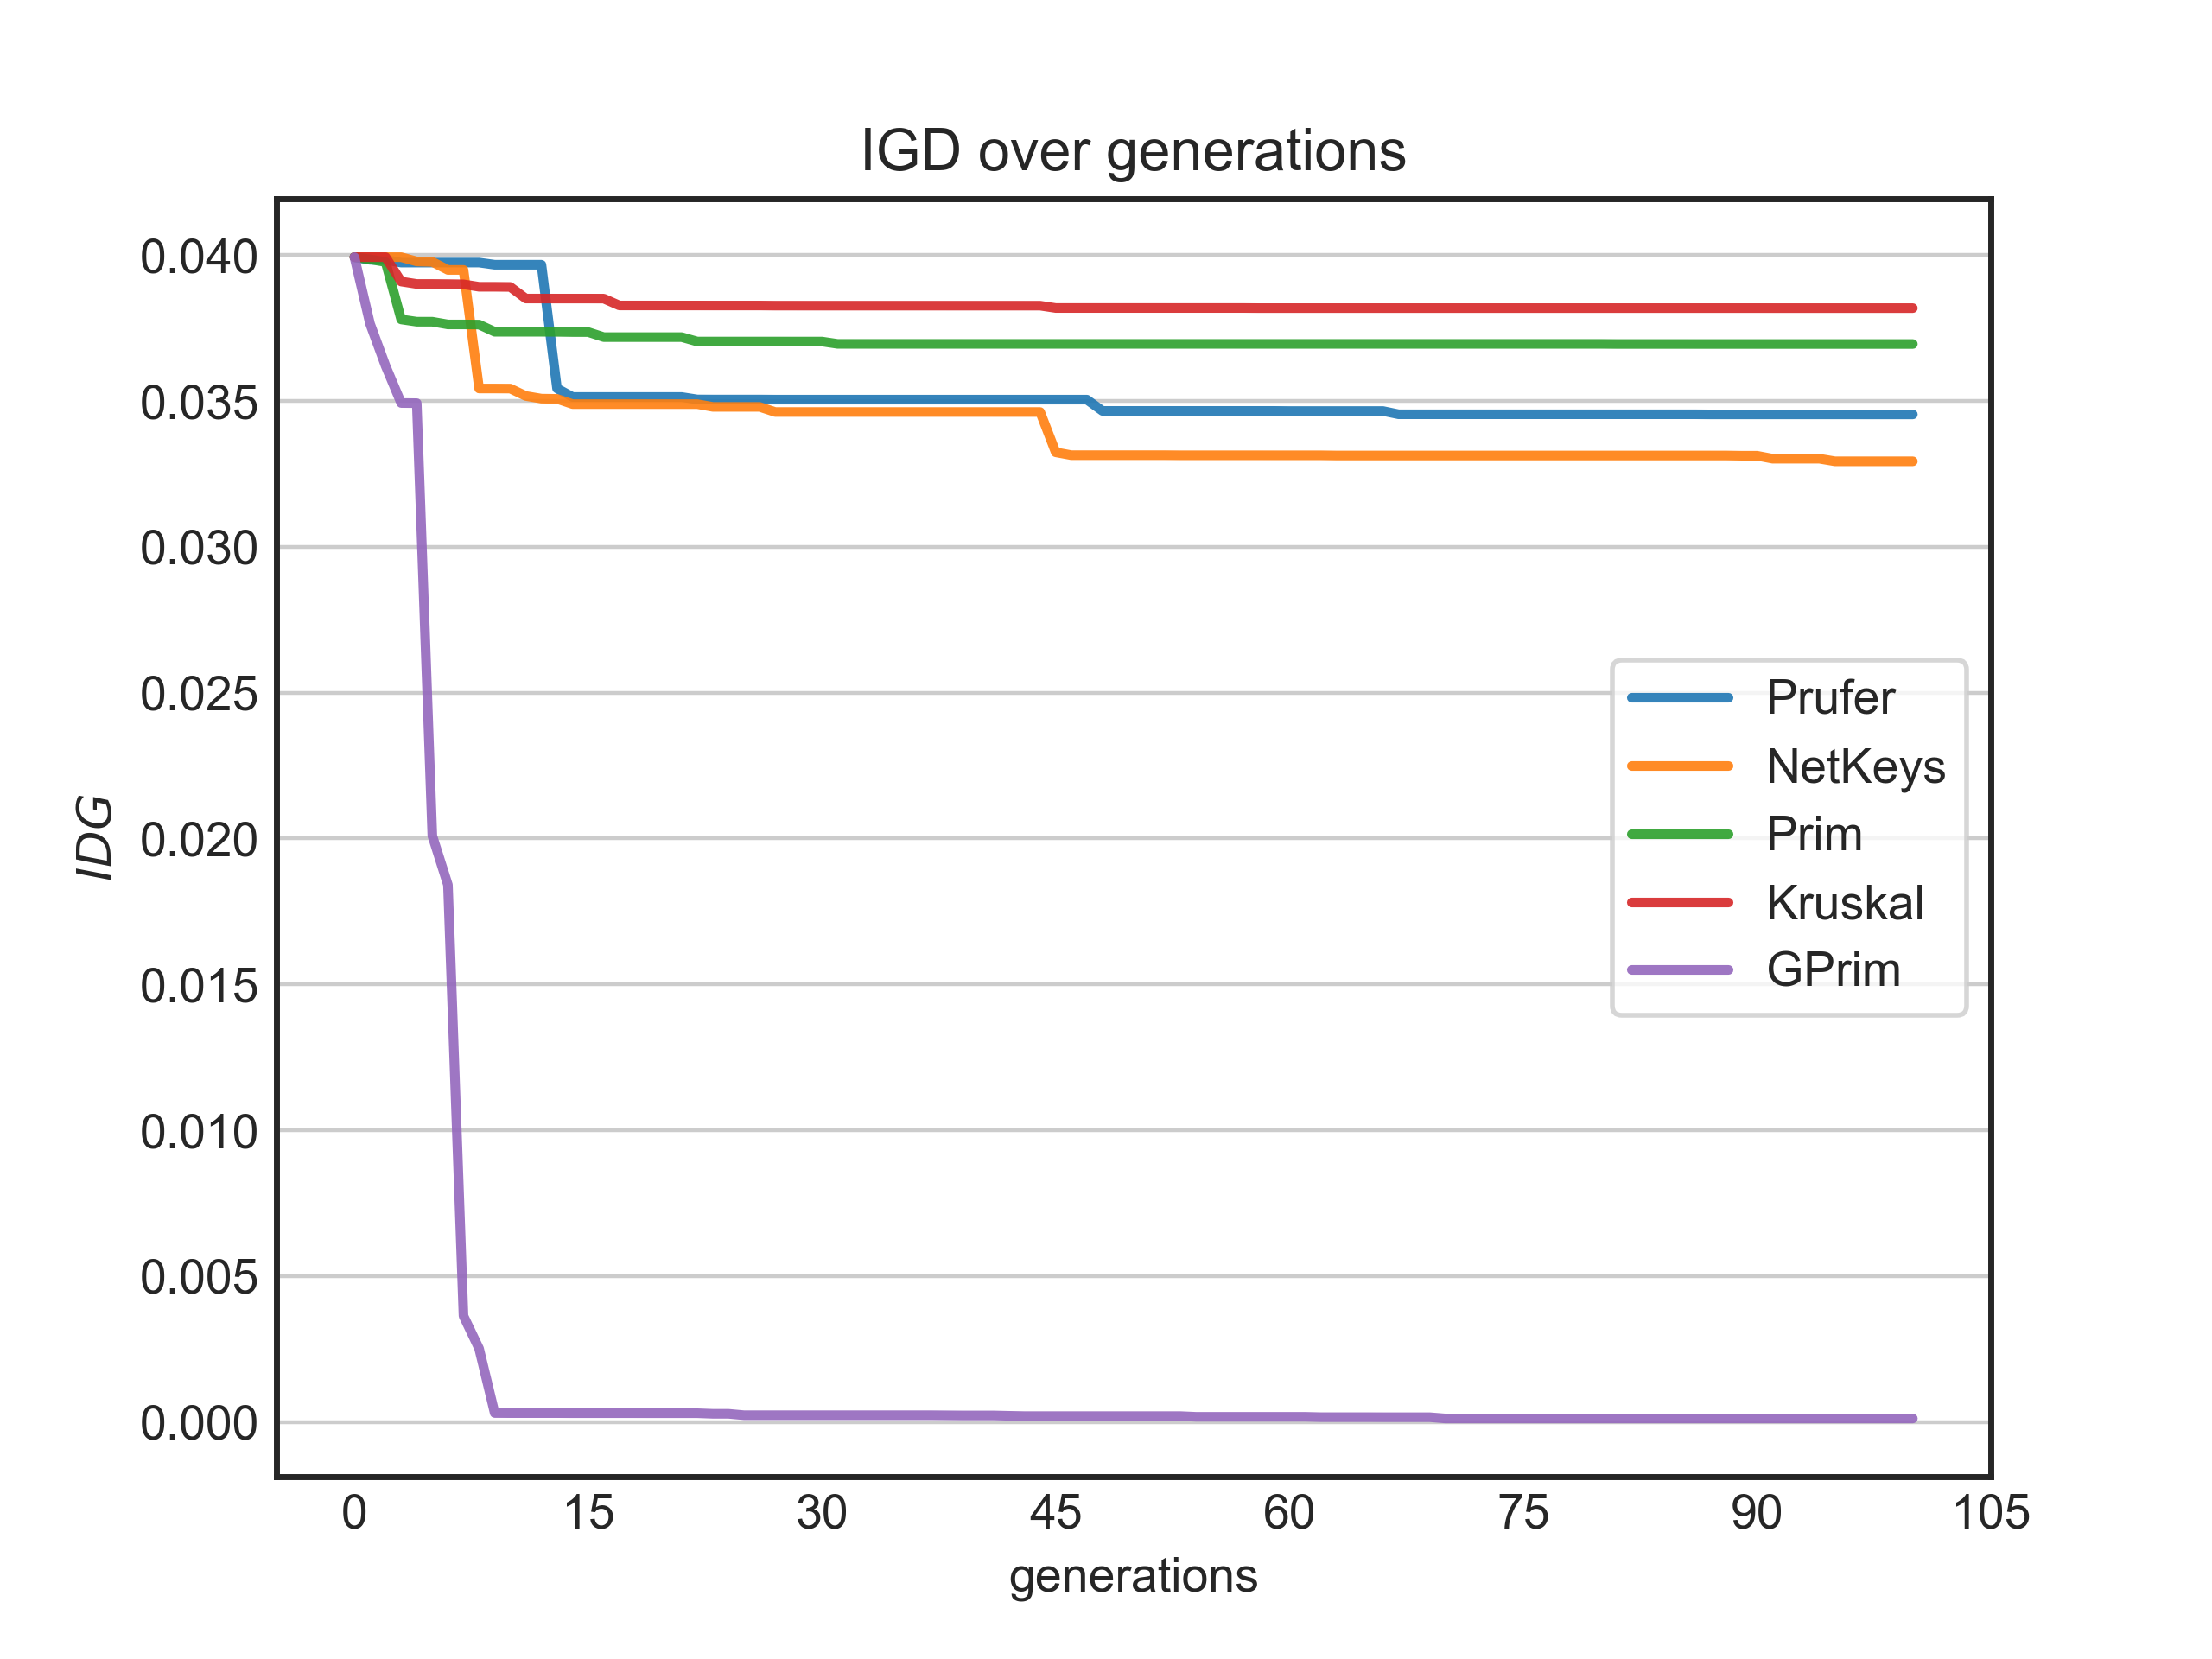 IGD over generations
IDG
0.040
0.035
0.030
0.025
0.020
0.015
0.010
0.005
0.000
Prufer
NetKeys
Prim
Kruskal
GPrim
0 15 30 45 60 75 90 105
generations